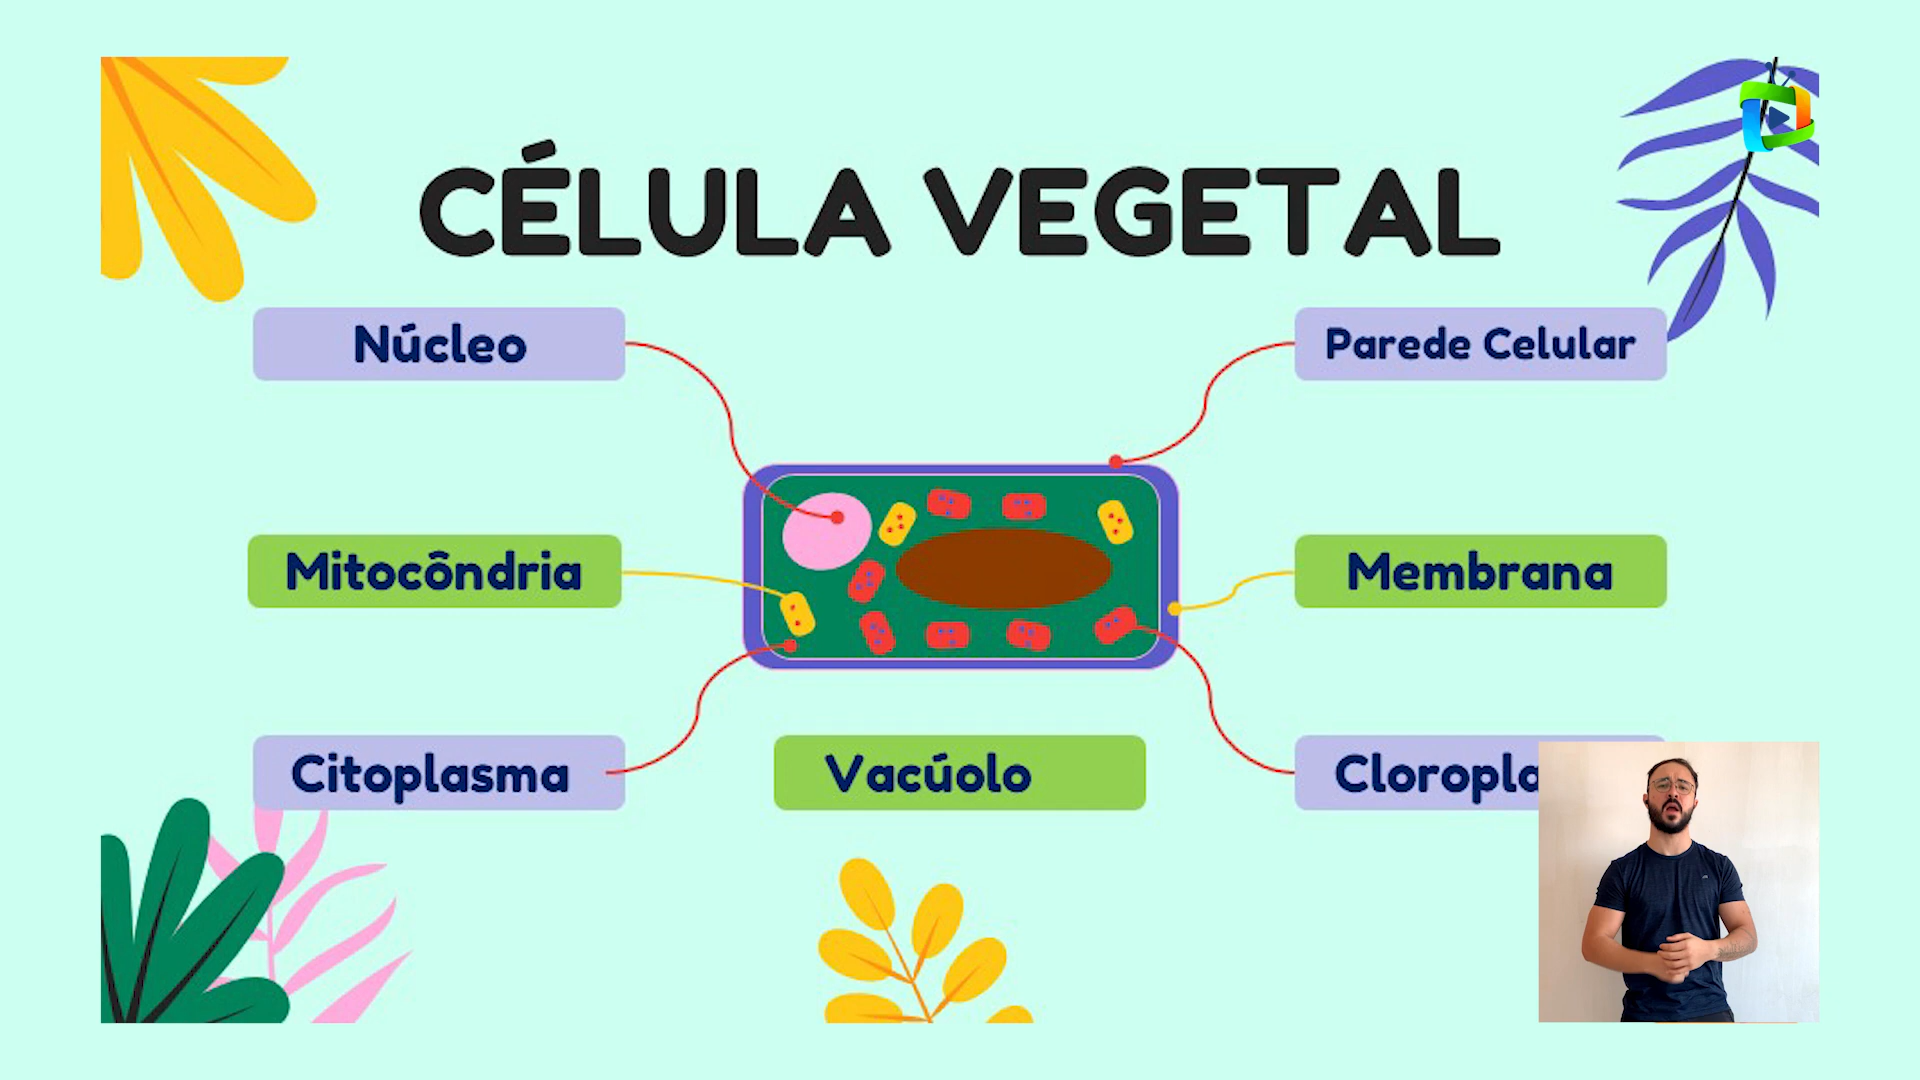 CÉLULA VEGETAL
Núcleo
Parede Celular
Mitocôndria
Membrana
Citoplasma
Vacúolo